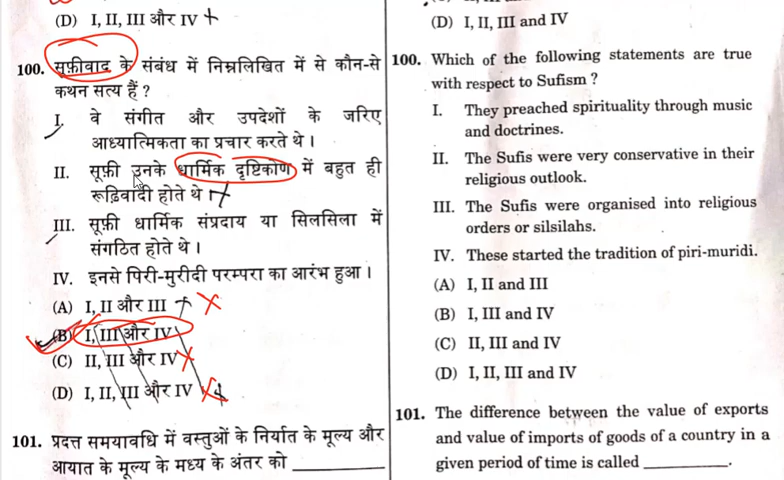 (D) I, II, III और IV
100. सूफ़ीवाद के संबंध में निम्नलिखित में से कौन-से
कथन सत्य हैं ?
I. वे संगीत और उपदेशों के जरिए
आध्यात्मिकता का प्रचार करते थे ।
II. सूफ़ी उनके धार्मिक दृष्टिकोण में बहुत ही
रूढ़िवादी होते थे ।
III. सूफ़ी धार्मिक संप्रदाय या सिलसिला में
संगठित होते थे ।
IV. इनसे पिरी-मुरीदी परम्परा का आरंभ हुआ ।
(A) I, II और III
(B) I, III और IV
(C) II, III और IV
(D) I, II, III और IV
101. प्रदत्त समयावधि में वस्तुओं के निर्यात के मूल्य और
आयात के मूल्य के मध्य के अंतर को ________
(D) I, II, III and IV
100. Which of the following statements are true
with respect to Sufism ?
I. They preached spirituality through music
and doctrines.
II. The Sufis were very conservative in their
religious outlook.
III. The Sufis were organised into religious
orders or silsilahs.
IV. These started the tradition of piri-muridi.
(A) I, II and III
(B) I, III and IV
(C) II, III and IV
(D) I, II, III and IV
101. The difference between the value of exports
and value of imports of goods of a country in a
given period of time is called ________.